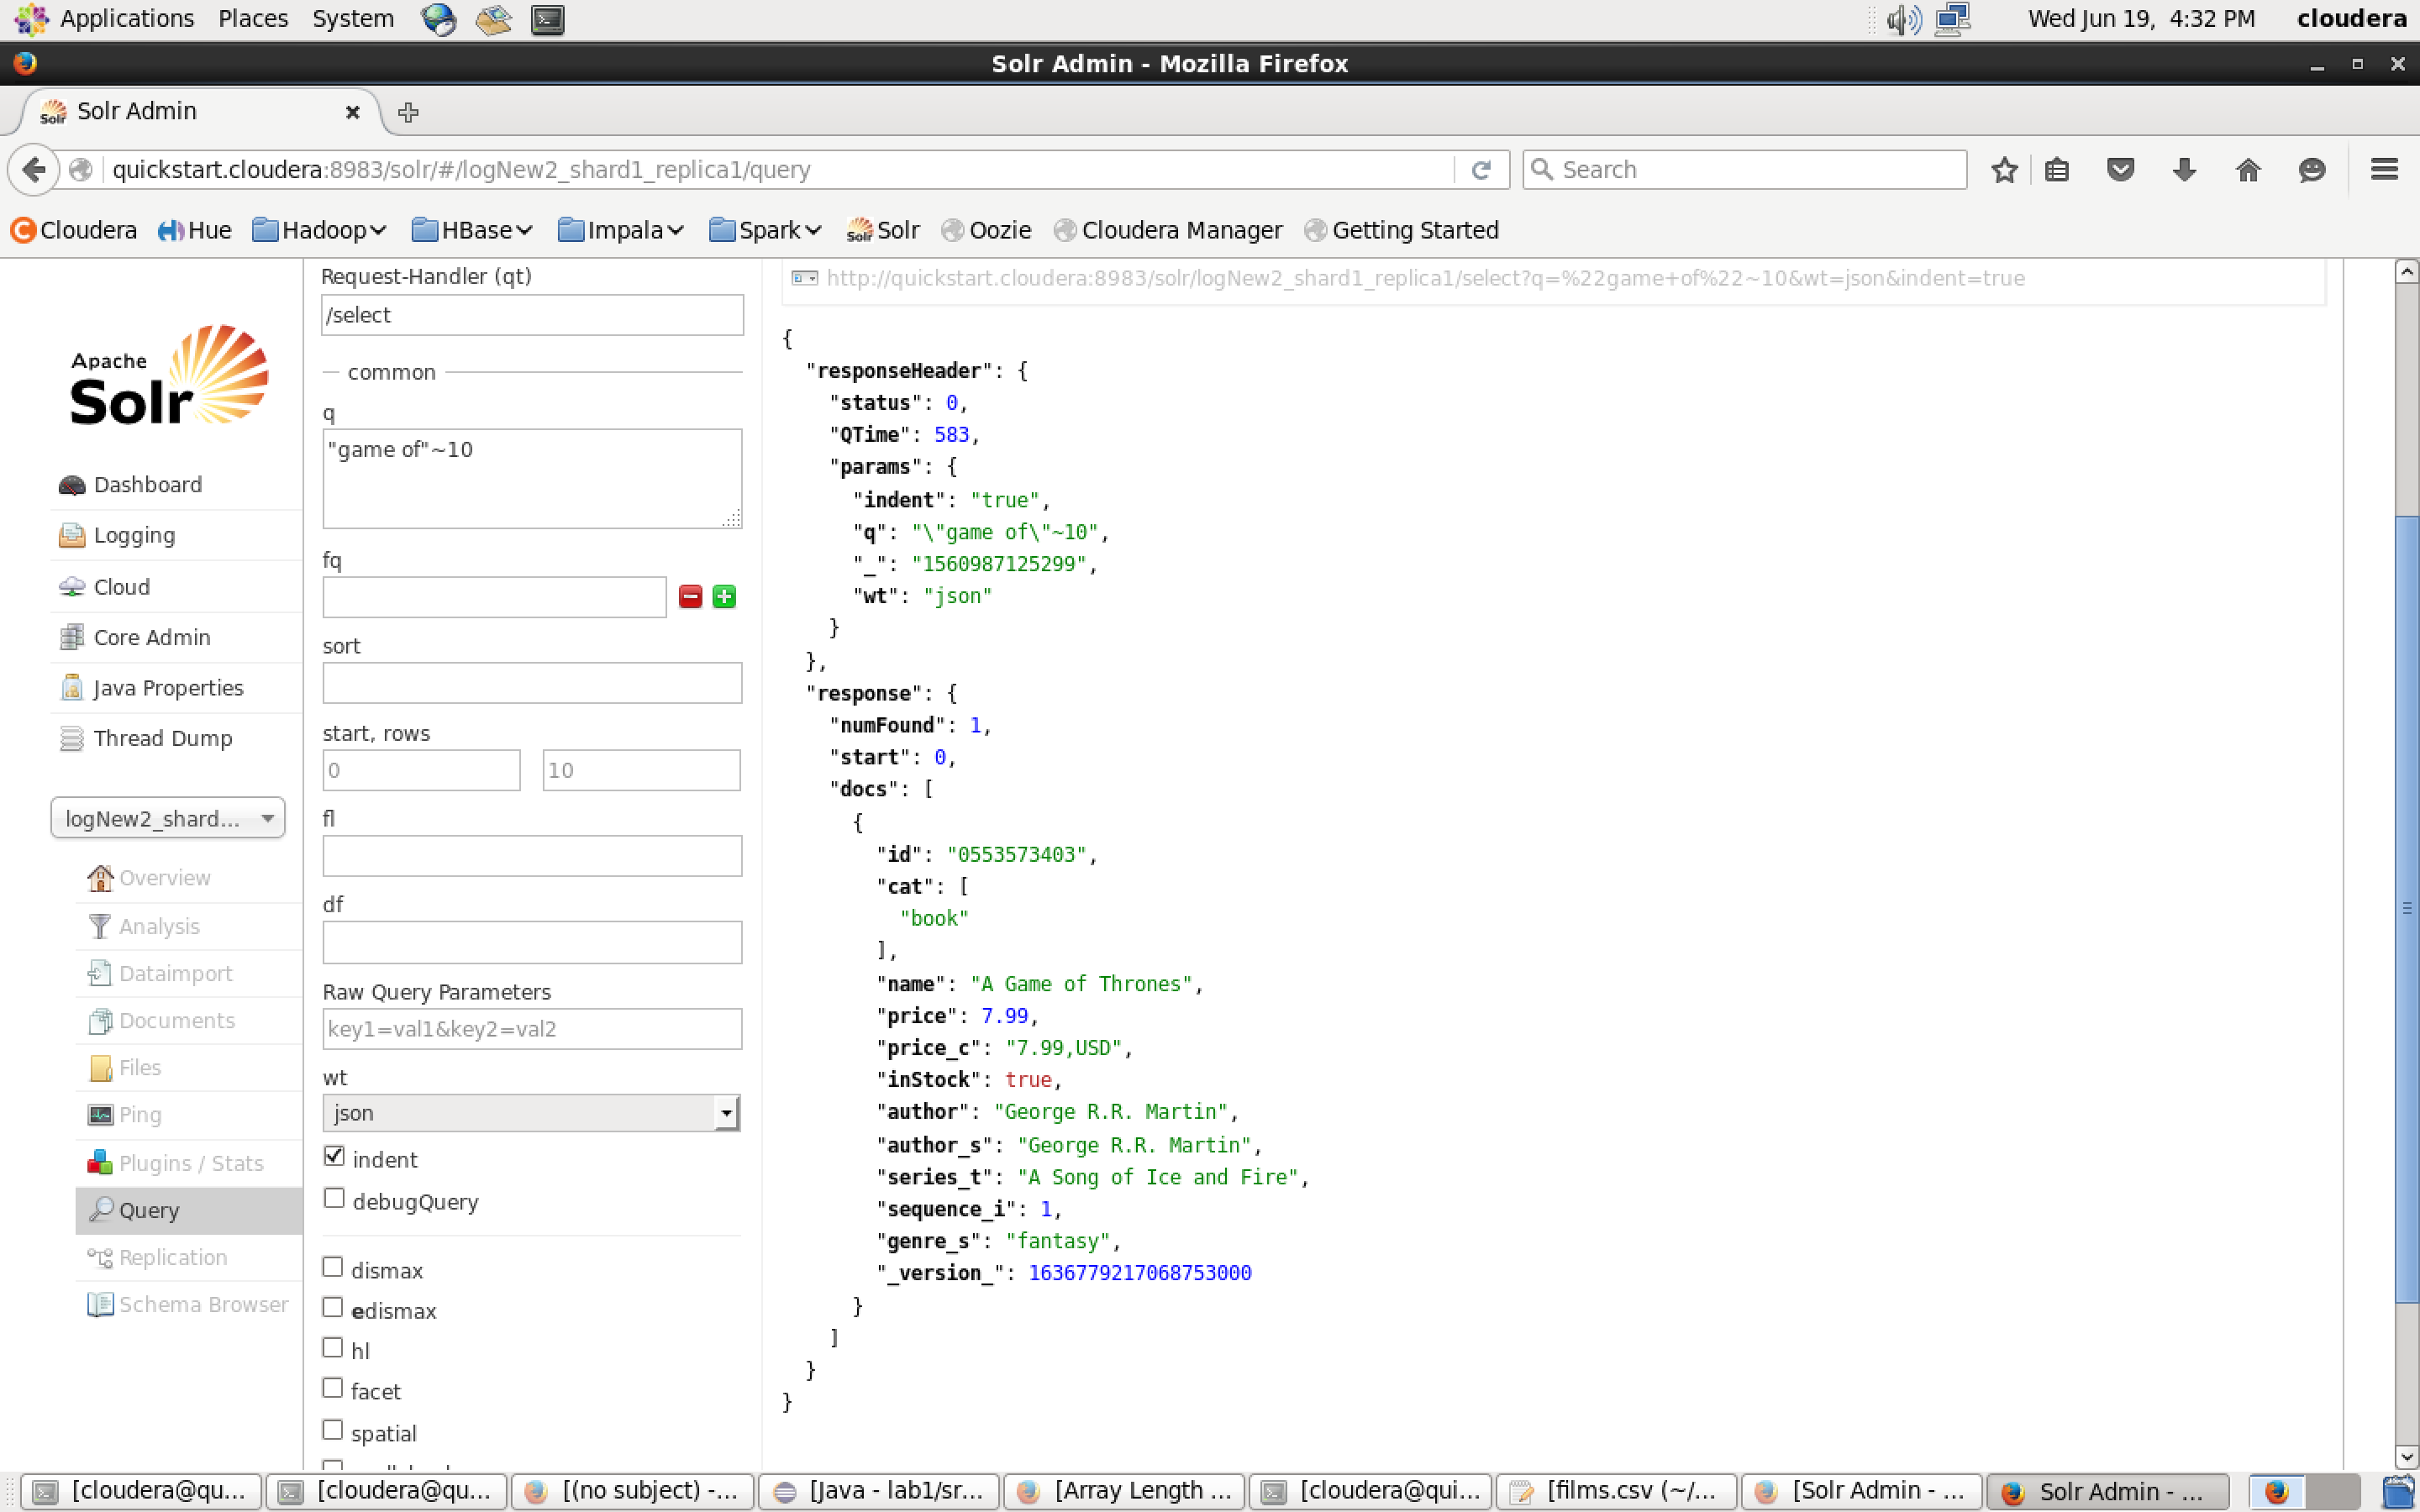 Applications Places System Wed Jun 19, 4:32 PM cloudera
Solr Admin - Mozilla Firefox
Solr Admin
quickstart.cloudera:8983/solr/#/logNew2_shard1_replica1/query Search
Cloudera Hue Hadoop HBase Impala Spark Solr Oozie Cloudera Manager Getting Started
Apache
Solr
Dashboard
Logging
Cloud
Core Admin
Java Properties
Thread Dump
logNew2_shard...
Overview
Analysis
Dataimport
Documents
Files
Ping
Plugins / Stats
Query
Replication
Schema Browser
Request-Handler (qt)
/select
common
q
"game of"~10
fq
sort
start, rows
0 10
fl
df
Raw Query Parameters
key1=val1&key2=val2
wt
json
indent
debugQuery
dismax
edismax
hl
facet
spatial
http://quickstart.cloudera:8983/solr/logNew2_shard1_replica1/select?q=%22game+of%22~10&wt=json&indent=true
{
"responseHeader": {
"status": 0,
"QTime": 583,
"params": {
"indent": "true",
"q": "\"game of\"~10",
"_": "1560987125299",
"wt": "json"
}
},
"response": {
"numFound": 1,
"start": 0,
"docs": [
{
"id": "0553573403",
"cat": [
"book"
],
"name": "A Game of Thrones",
"price": 7.99,
"price_c": "7.99,USD",
"inStock": true,
"author": "George R.R. Martin",
"author_s": "George R.R. Martin",
"series_t": "A Song of Ice and Fire",
"sequence_i": 1,
"genre_s": "fantasy",
"_version_": 1636779217068753000
}
]
}
}
[cloudera@qu... [cloudera@qu... [(no subject) -... [Java - lab1/sr... [Array Length ... [cloudera@qui... [films.csv (~/... [Solr Admin - ... Solr Admin - ...